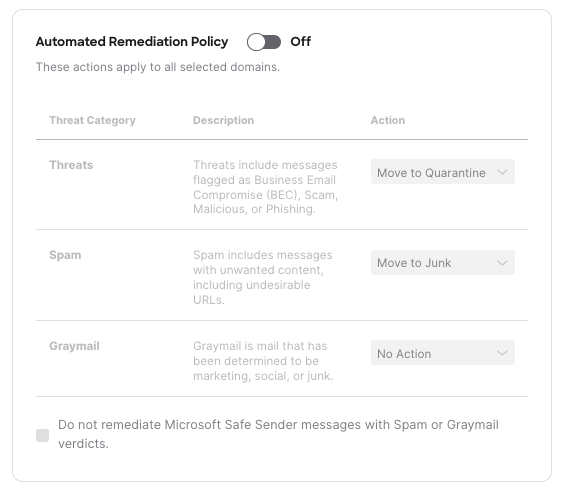 Automated Remediation Policy Off
These actions apply to all selected domains.
Threat Category Description Action
Threats
Threats include messages
flagged as Business Email
Compromise (BEC), Scam,
Malicious, or Phishing.
Move to Quarantine
Spam
Spam includes messages
with unwanted content,
including undesirable
URLs.
Move to Junk
Graymail
Graymail is mail that has
been determined to be
marketing, social, or junk.
No Action
Do not remediate Microsoft Safe Sender messages with Spam or Graymail
verdicts.